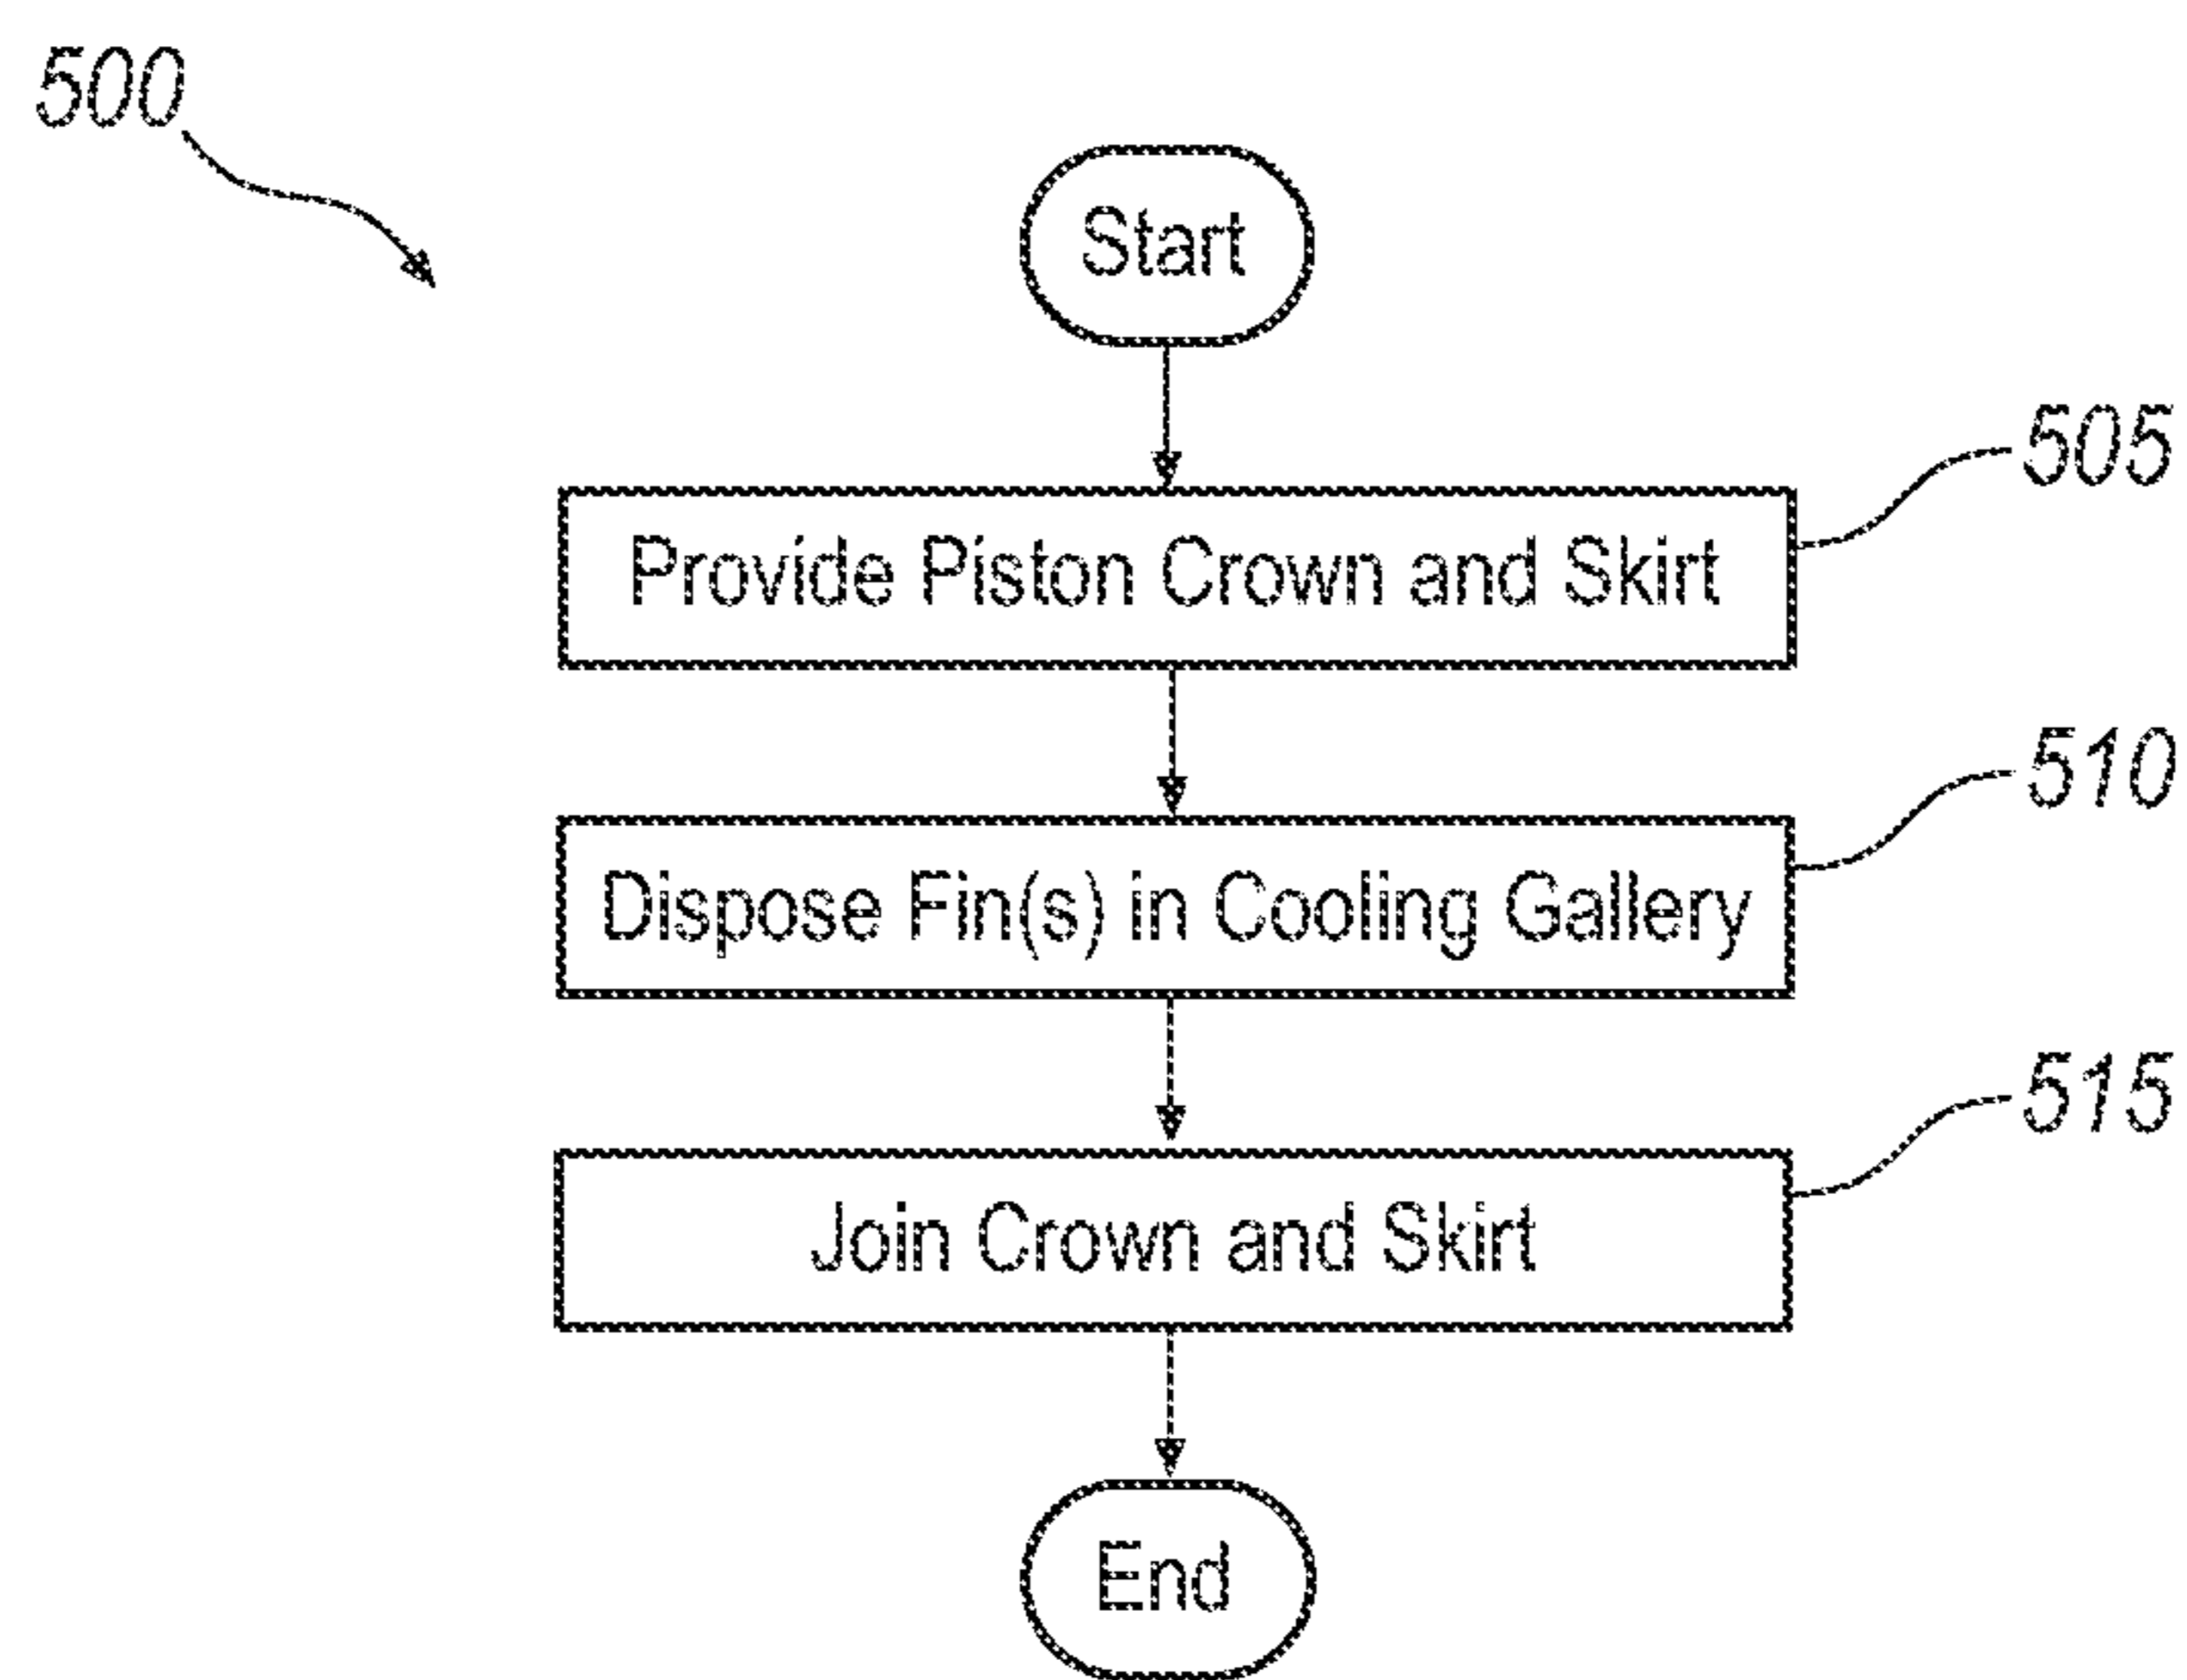 500
Start
505
Provide Piston Crown and Skirt
510
Dispose Fin(s) in Cooling Gallery
515
Join Crown and Skirt
End